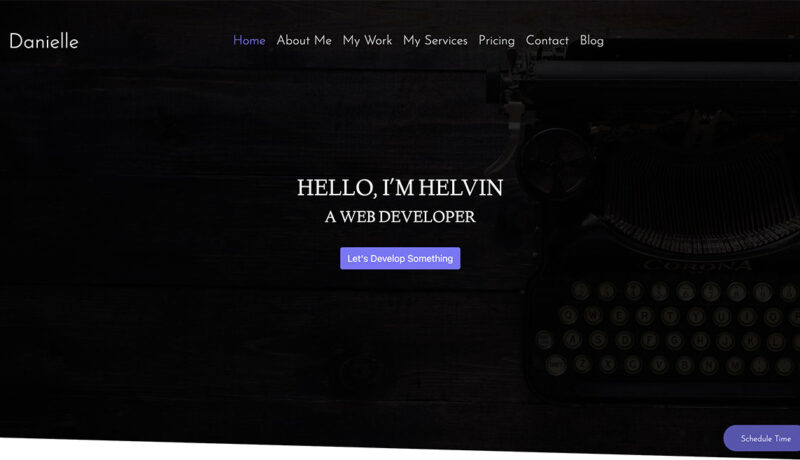 Danielle
Home About Me My Work My Services Pricing Contact Blog
HELLO, I'M HELVIN
A WEB DEVELOPER
Let's Develop Something
CORONA
Q W E R T Y U I O
A S D F G H J K L
Z X C V B N M
Schedule Time